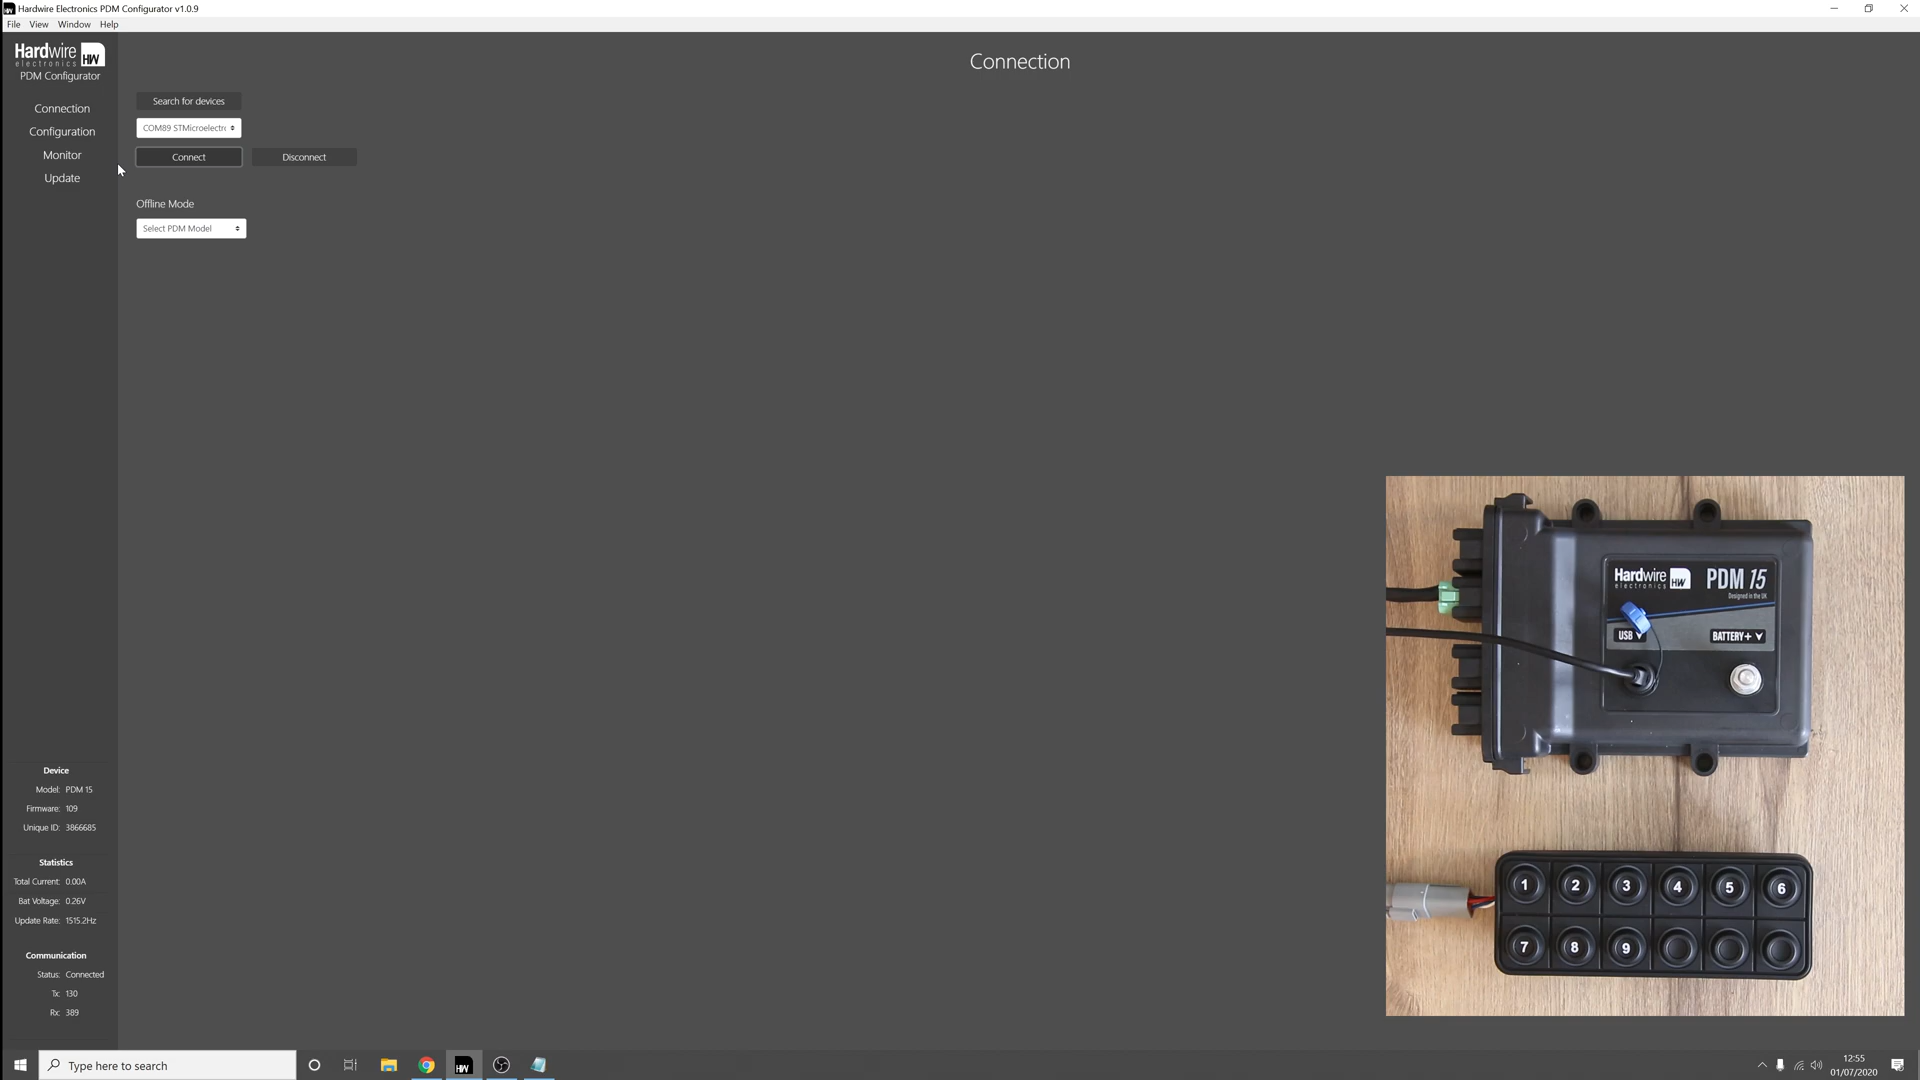 Hardwire Electronics PDM Configurator v1.0.9
File View Window Help
Hardwire HW
electronics
PDM Configurator
Connection
Configuration
Monitor
Update
Connection
Search for devices
COM89 STMicroelectr
Connect Disconnect
Offline Mode
Select PDM Model
Device
Model: PDM 15
Firmware: 109
Unique ID: 3866685
Statistics
Total Current: 0.00A
Bat Voltage: 0.26V
Update Rate: 1515.2Hz
Communication
Status: Connected
Tx: 130
Rx: 389
Hardwire HW PDM 15
electronics Designed in the UK
USB BATTERY+
1 2 3 4 5 6
7 8 9
Type here to search
HW
12:55
01/07/2020